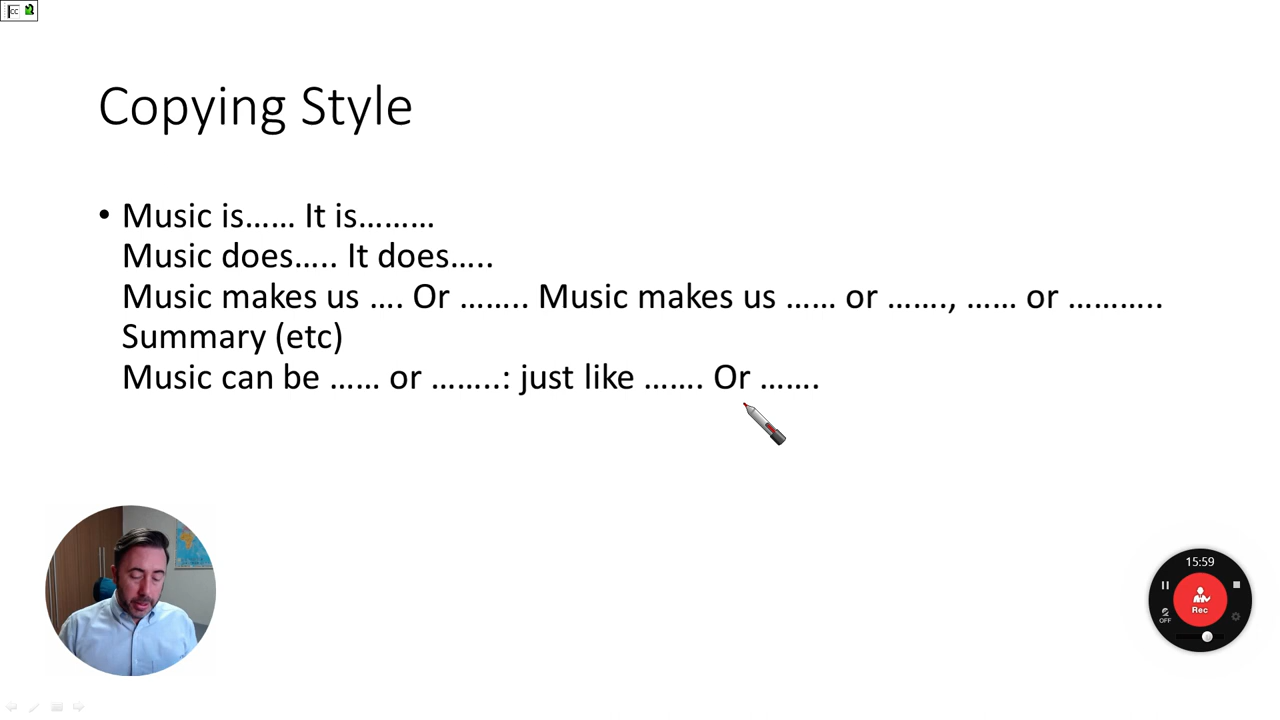 CC
Copying Style
• Music is…… It is………
Music does….. It does…..
Music makes us …. Or …….. Music makes us …… or ……., …… or ………..
Summary (etc)
Music can be …… or ……..: just like ……. Or …….
15:59
Rec
OFF